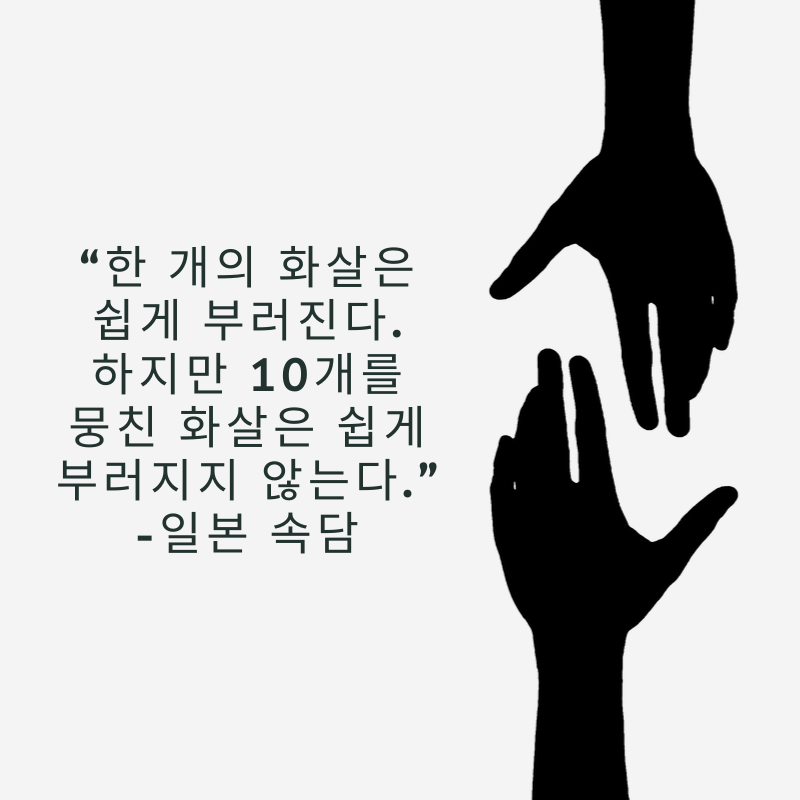 “한 개의 화살은
쉽게 부러진다.
하지만 10개를
뭉친 화살은 쉽게
부러지지 않는다.”
-일본 속담